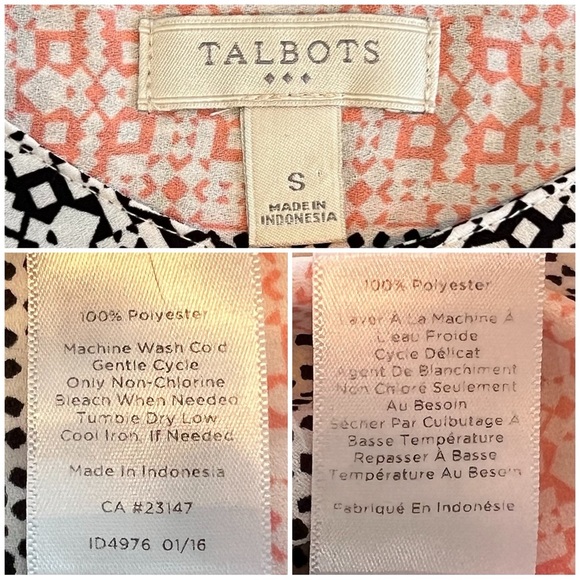 TALBOTS
S
MADE IN
INDONESIA
100% Polyester
Machine Wash Cold
Gentle Cycle
Only Non-Chlorine
Bleach When Needed
Tumble Dry Low
Cool Iron, If Needed
Made In Indonesia
CA #23147
ID4976 01/16
100% Polyester
Laver À La Machine À
L'eau Froide
Cycle Délicat
Agent De Blanchiment
Non Chloré Seulement
Au Besoin
Sécher Par Culbutage À
Basse Température
Repasser À Basse
Température Au Besoin
Fabriqué En Indonésie